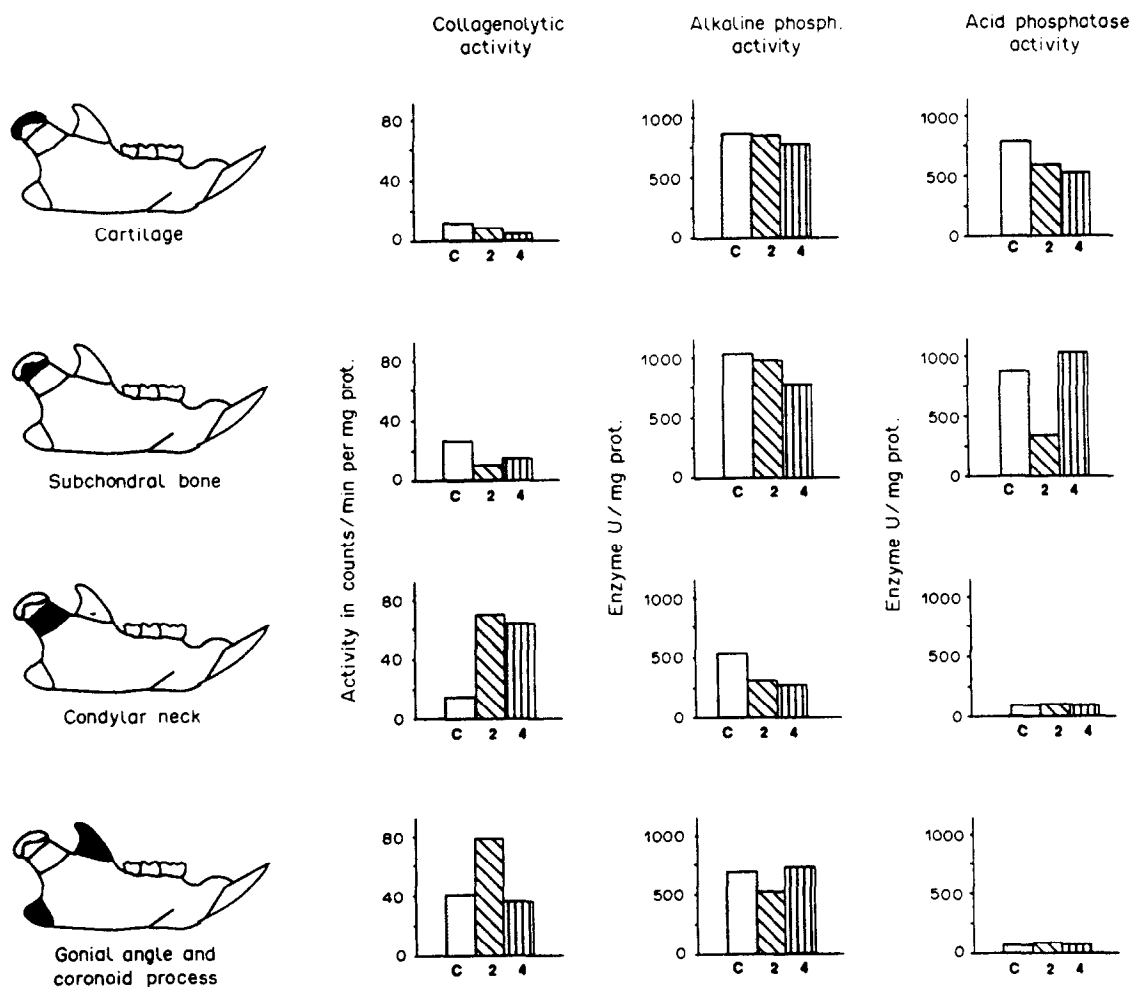 Collagenolytic activity
Alkaline phosph. activity
Acid phosphatase activity
Activity in counts/min per mg prot.
Enzyme U/mg prot.
Enzyme U/mg prot.
Cartilage
80
40
0
C 2 4
1000
500
0
C 2 4
1000
500
0
C 2 4
Subchondral bone
80
40
0
C 2 4
1000
500
0
C 2 4
1000
500
0
C 2 4
Condylar neck
80
40
0
C 2 4
1000
500
0
C 2 4
1000
500
0
C 2 4
Gonial angle and
coronoid process
80
40
0
C 2 4
1000
500
0
C 2 4
1000
500
0
C 2 4